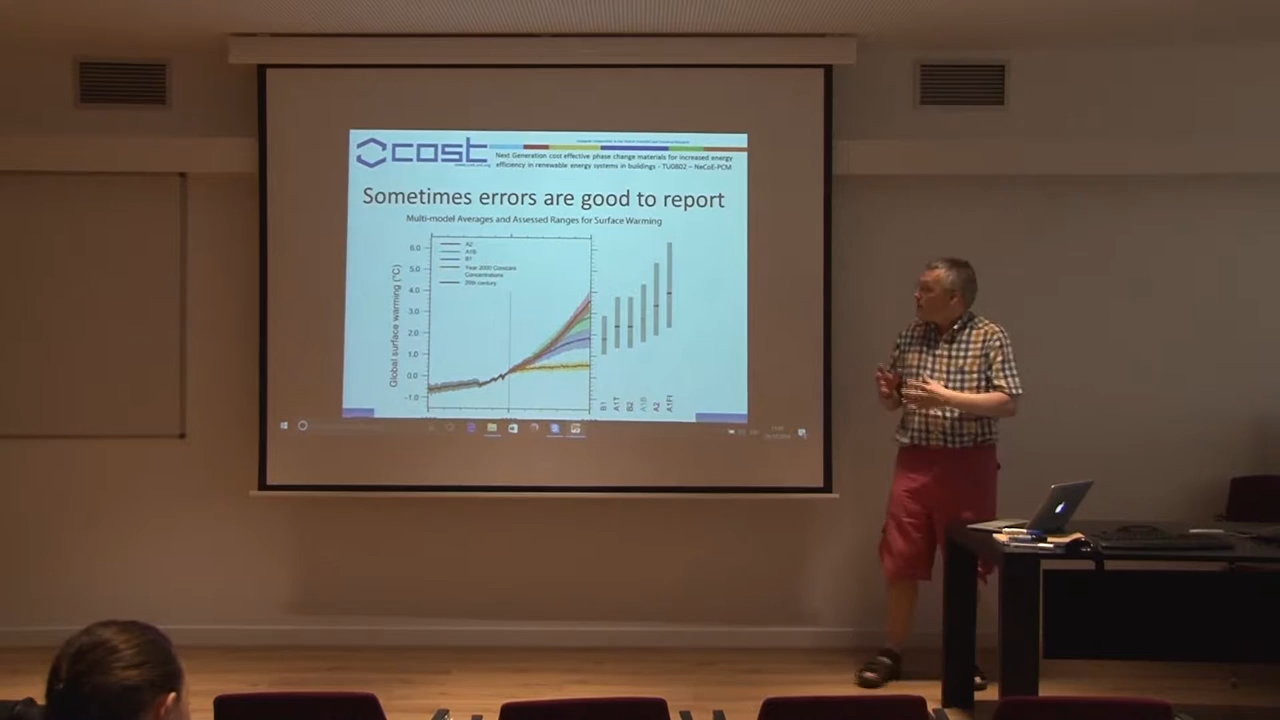 cost
Next Generation cost effective phase change materials for increased energy
efficiency in renewable energy systems in buildings - TU0802 – NeCoE-PCM
Sometimes errors are good to report
Multi-model Averages and Assessed Ranges for Surface Warming
Global surface warming (°C)
6.0
5.0
4.0
3.0
2.0
1.0
0.0
-1.0
A2
A1B
B1
Year 2000 Constant
Concentrations
20th century
B1
A1T
B2
A1B
A2
A1FI